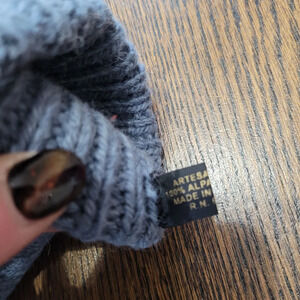 ARTESA
100% ALPA
MADE IN
R.N.